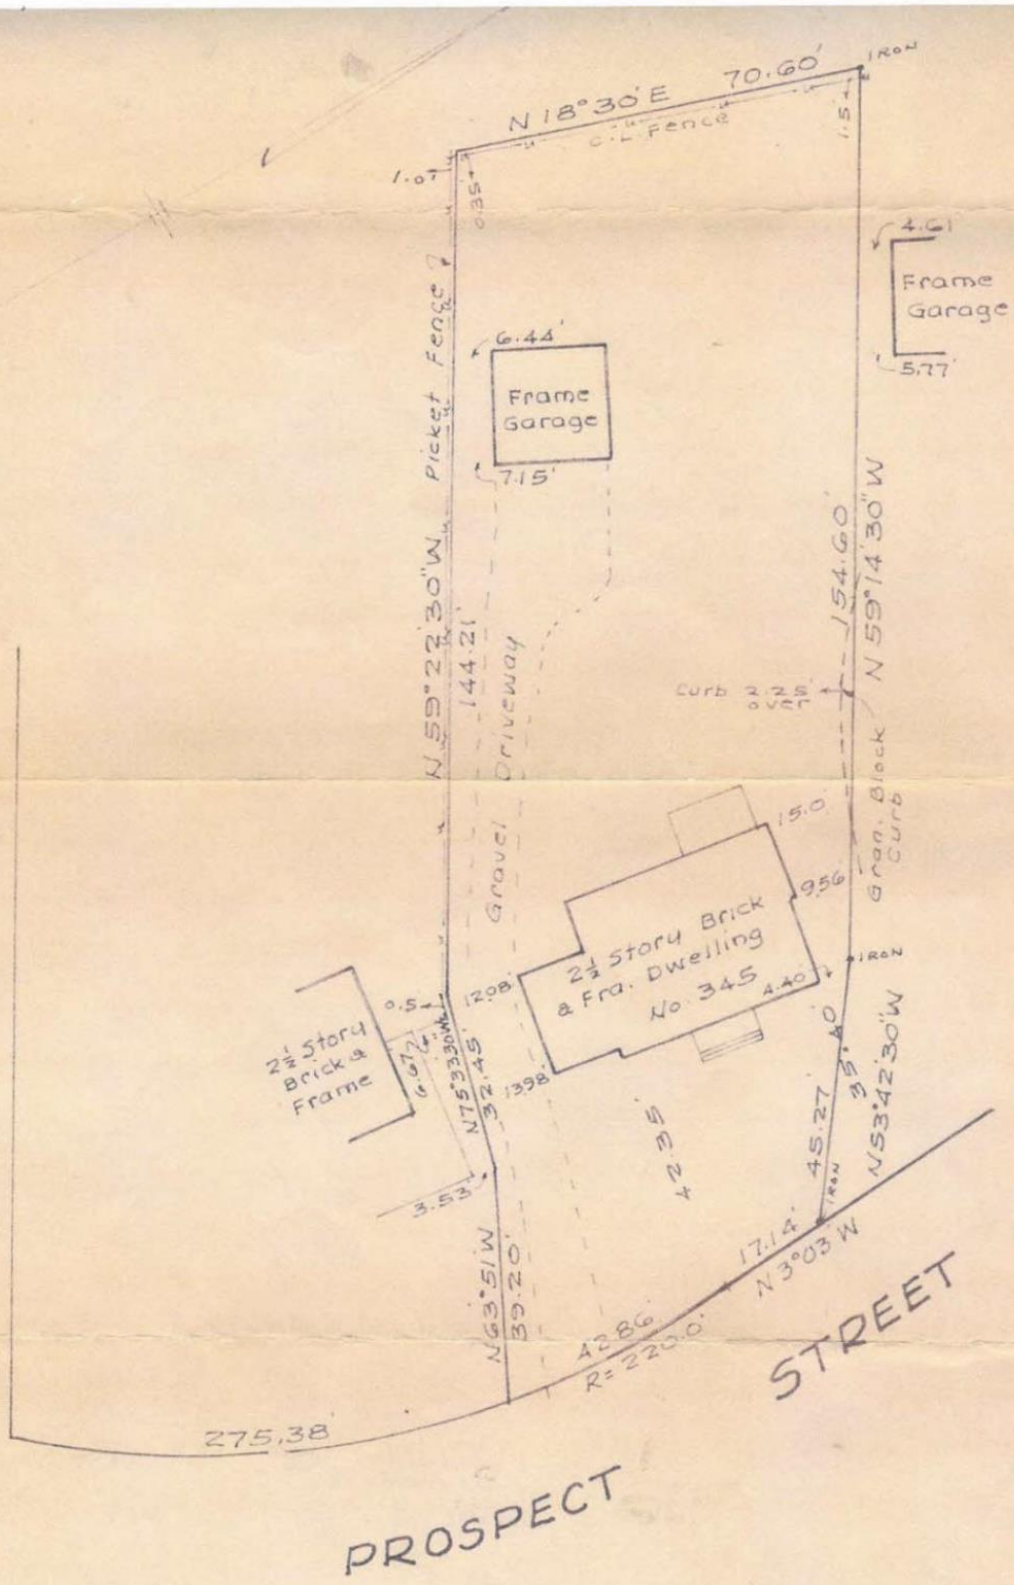 IRON
N 18°30'E 70.60'
C.L. Fence
1.5
1.07
0.35
4.61
Frame
Garage
5.77
Picket Fence
6.44'
Frame
Garage
7.15'
N 59°22'30"W
144.21'
154.60'
N 59°14'30"W
Gravel Driveway
Curb 2.25
over
Gran. Block
Curb
15.0
9.56
2½ Story Brick
& Fra. Dwelling
No. 345
4.40
IRON
0.5
12.08
2½ Story
Brick &
Frame
6.67
N75°33'30"W
32.45'
13.98
45.27
N53°42'30"W
42.35'
IRON
3.53
17.14'
N 3°03'W
N63°51'W
39.20'
42.86
R=220.0'
STREET
275.38'
PROSPECT